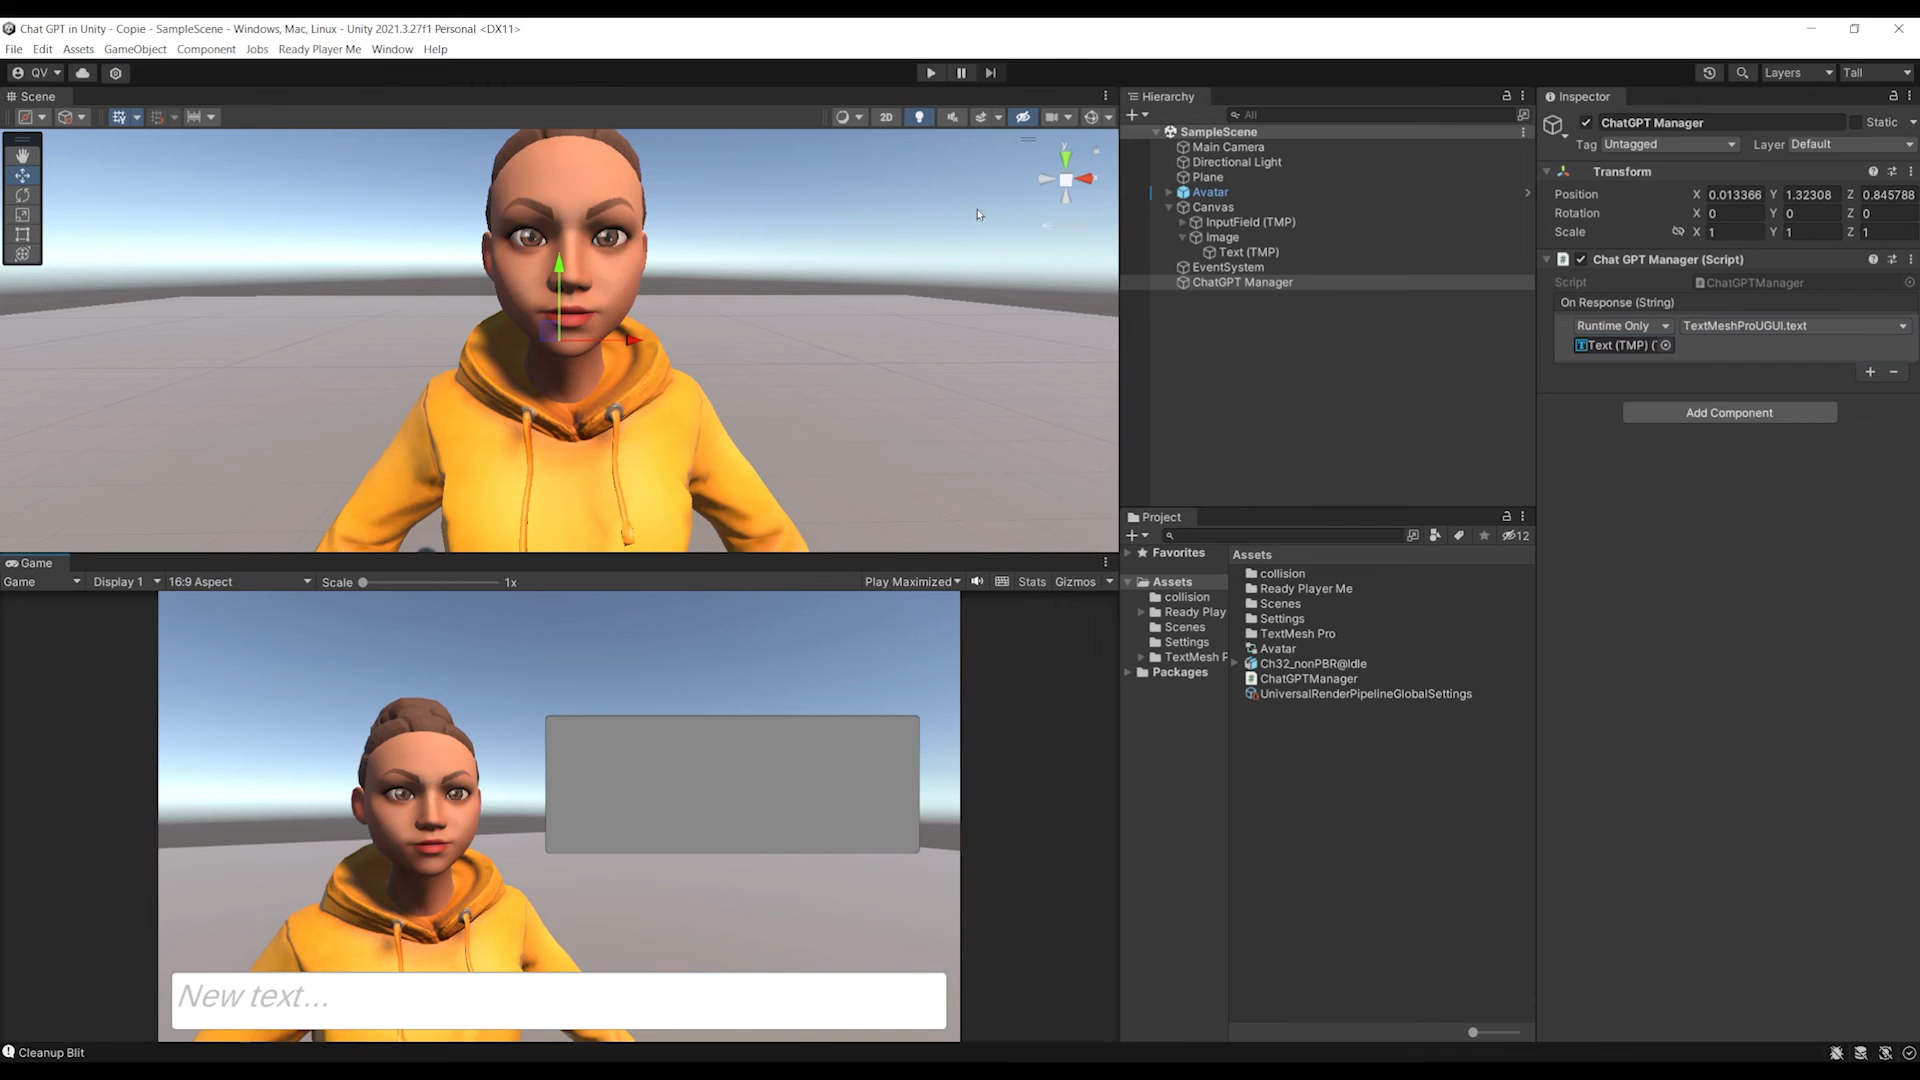 Chat GPT in Unity - Copie - SampleScene - Windows, Mac, Linux - Unity 2021.3.27f1 Personal <DX11>
File Edit Assets GameObject Component Jobs Ready Player Me Window Help
QV
Layers
Tall
Scene
2D
y
Hierarchy
All
SampleScene
Main Camera
Directional Light
Plane
Avatar
Canvas
InputField (TMP)
Image
Text (TMP)
EventSystem
ChatGPT Manager
Inspector
ChatGPT Manager
Static
Tag Untagged
Layer Default
Transform
Position X 0.013366 Y 1.32308 Z 0.845788
Rotation X 0 Y 0 Z 0
Scale X 1 Y 1 Z 1
Chat GPT Manager (Script)
Script ChatGPTManager
On Response (String)
Runtime Only
TextMeshProUGUI.text
Text (TMP) (
Add Component
Game
Game
Display 1
16:9 Aspect
Scale 1x
Play Maximized
Stats
Gizmos
New text...
Project
12
Favorites
Assets
collision
Ready Play
Scenes
Settings
TextMesh P
Packages
Assets
collision
Ready Player Me
Scenes
Settings
TextMesh Pro
Avatar
Ch32_nonPBR@Idle
ChatGPTManager
UniversalRenderPipelineGlobalSettings
Cleanup Blit